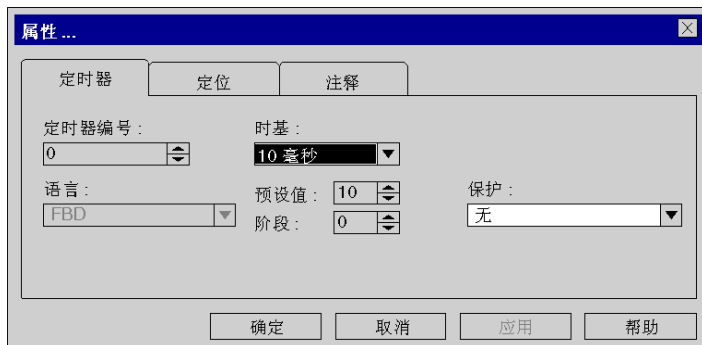 属性 ...
定时器 定位 注释
定时器编号： 时基：
0 10 毫秒
语言： 预设值： 10 保护：
FBD 阶段： 0 无
确定 取消 应用 帮助